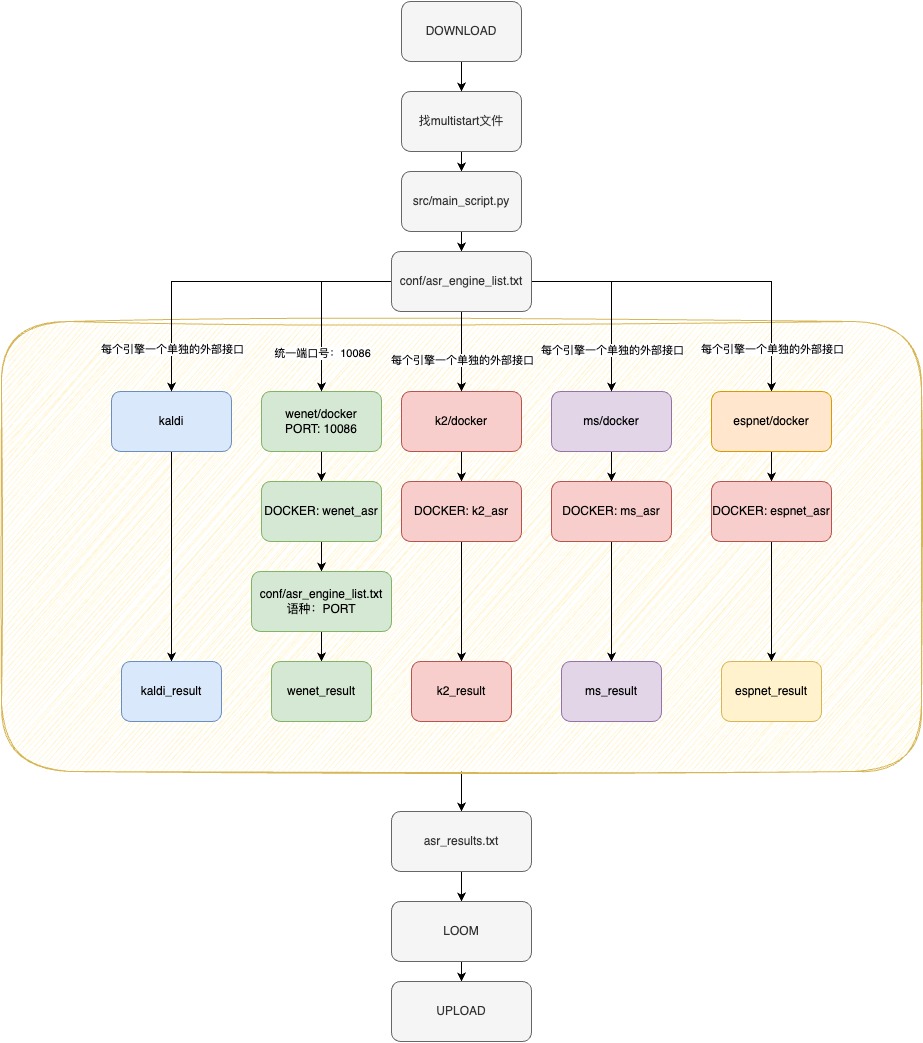 DOWNLOAD
找multistart文件
src/main_script.py
conf/asr_engine_list.txt
每个引擎一个单独的外部接口
统一端口号：10086
每个引擎一个单独的外部接口
每个引擎一个单独的外部接口
每个引擎一个单独的外部接口
kaldi
wenet/docker
PORT: 10086
k2/docker
ms/docker
espnet/docker
DOCKER: wenet_asr
DOCKER: k2_asr
DOCKER: ms_asr
DOCKER: espnet_asr
conf/asr_engine_list.txt
语种：PORT
kaldi_result
wenet_result
k2_result
ms_result
espnet_result
asr_results.txt
LOOM
UPLOAD